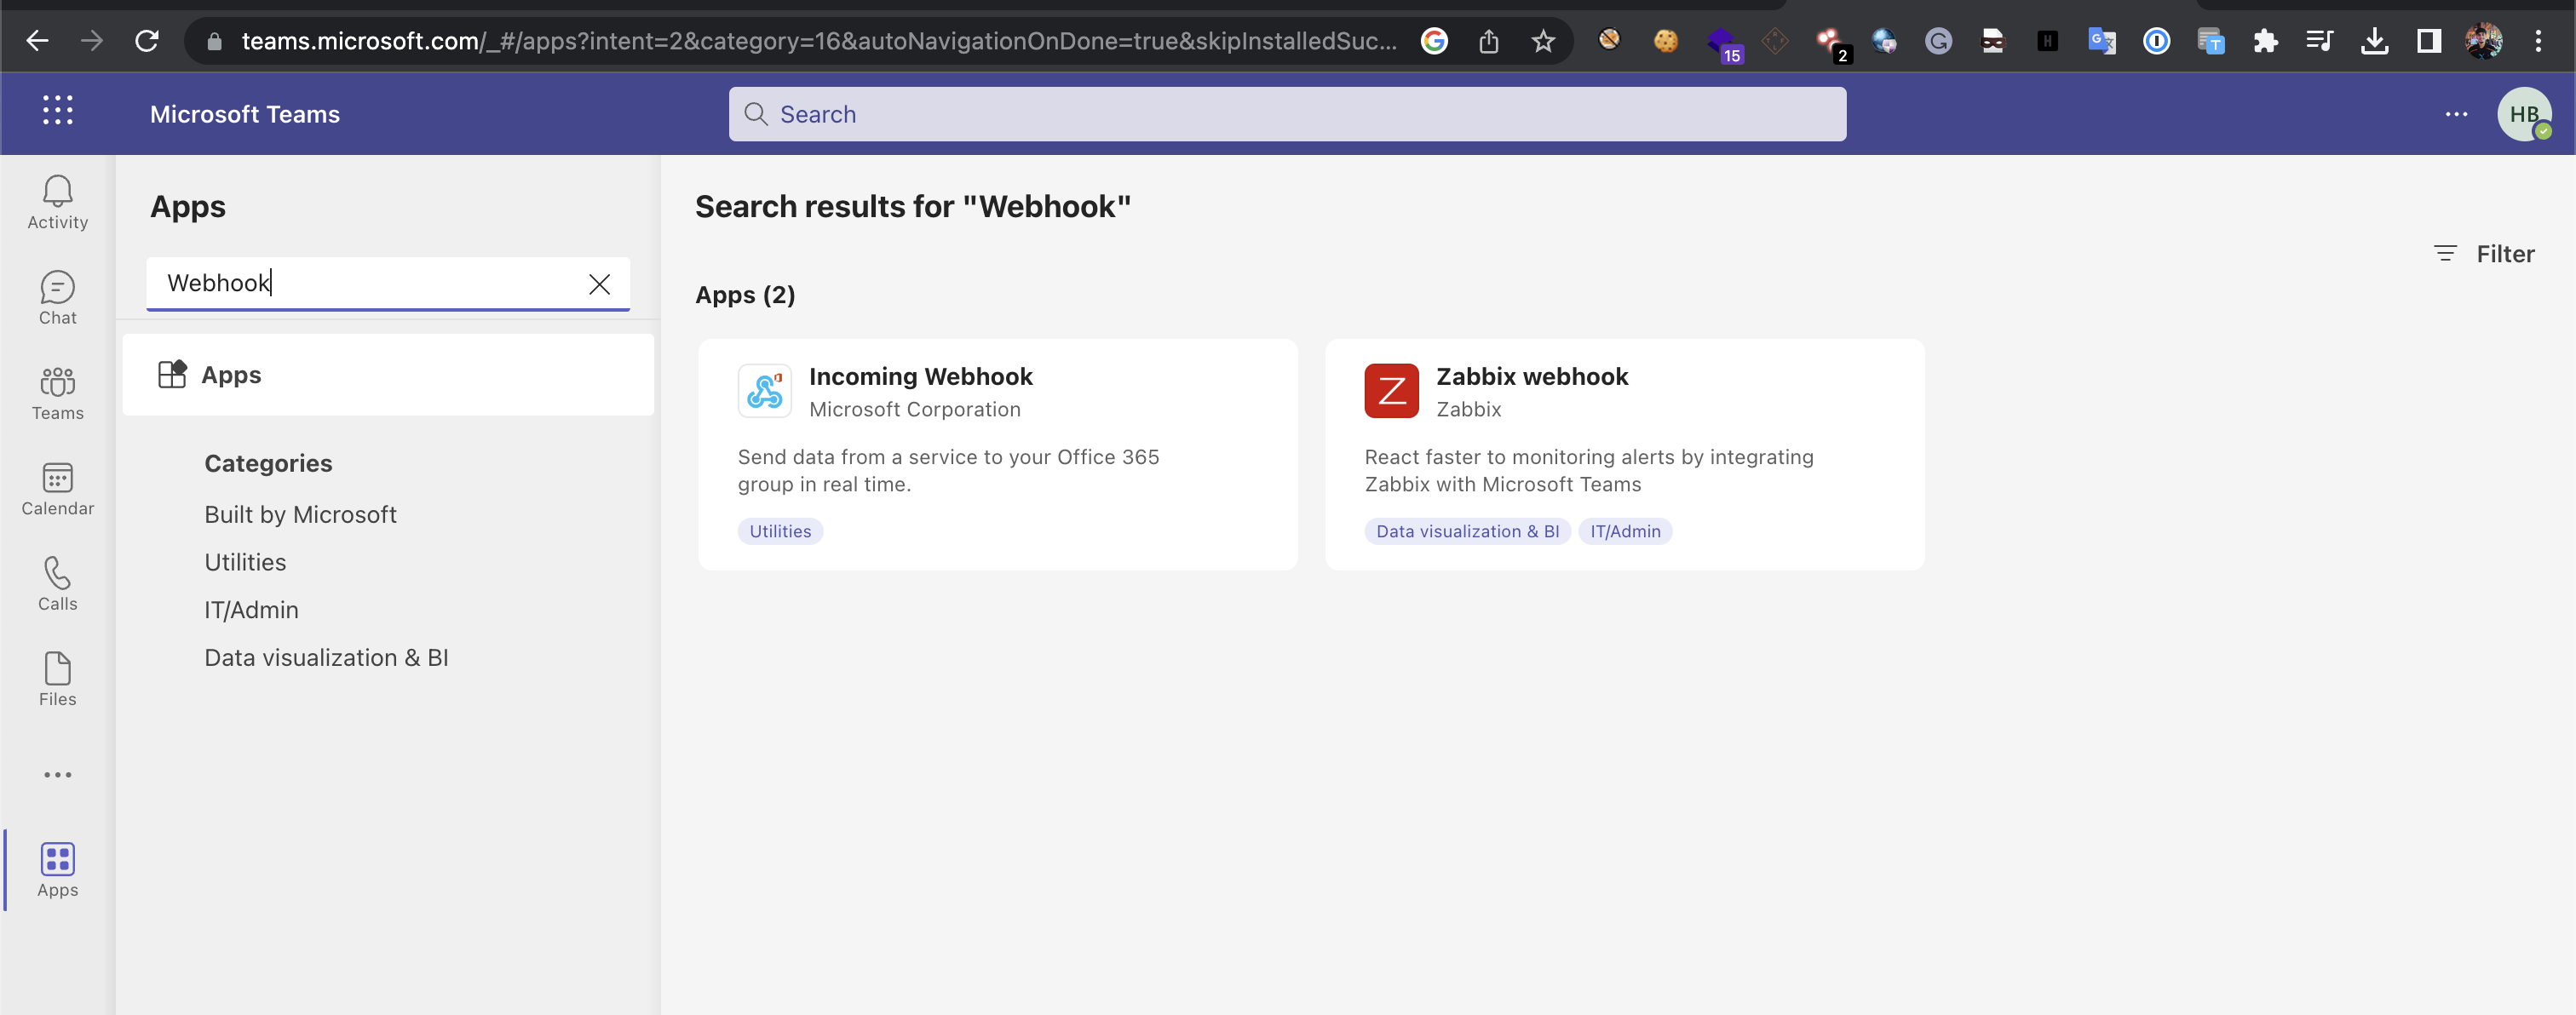 teams.microsoft.com/_#/apps?intent=2&category=16&autoNavigationOnDone=true&skipInstalledSuc...
15
2
Microsoft Teams
Search
HB
Activity
Chat
Teams
Calendar
Calls
Files
Apps
Apps
Webhook
Apps
Categories
Built by Microsoft
Utilities
IT/Admin
Data visualization & BI
Search results for "Webhook"
Filter
Apps (2)
Incoming Webhook
Microsoft Corporation
Send data from a service to your Office 365
group in real time.
Utilities
Zabbix webhook
Zabbix
React faster to monitoring alerts by integrating
Zabbix with Microsoft Teams
Data visualization & BI
IT/Admin